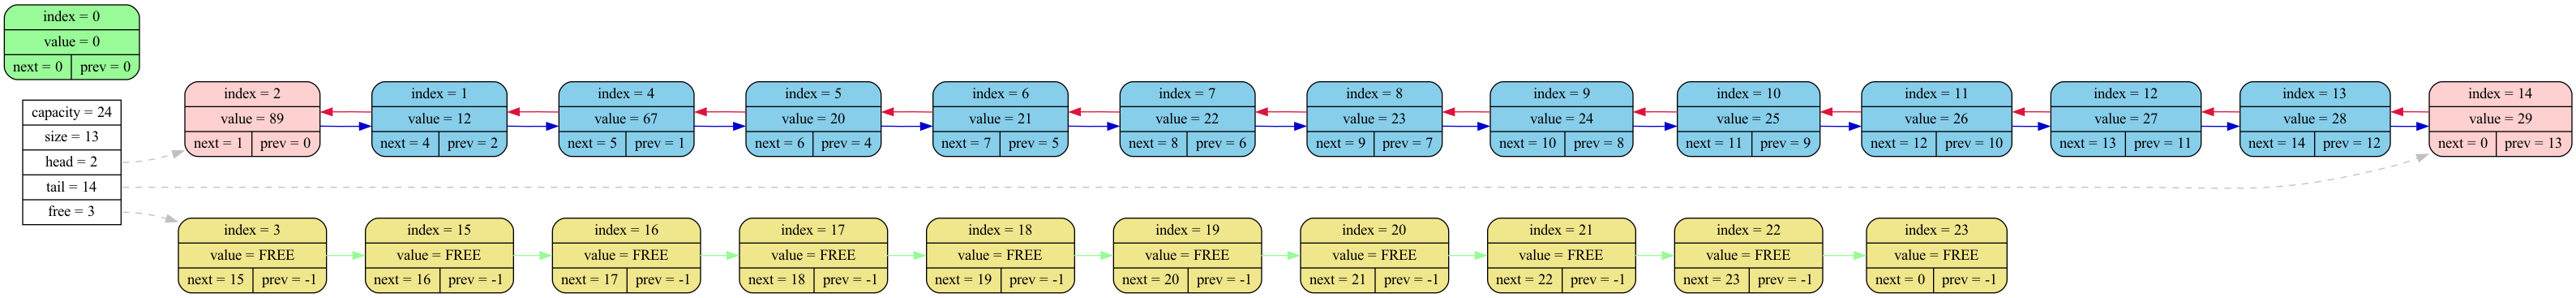 index = 0
value = 0
next = 0 prev = 0
capacity = 24
size = 13
head = 2
tail = 14
free = 3
index = 2
value = 89
next = 1 prev = 0
index = 1
value = 12
next = 4 prev = 2
index = 4
value = 67
next = 5 prev = 1
index = 5
value = 20
next = 6 prev = 4
index = 6
value = 21
next = 7 prev = 5
index = 7
value = 22
next = 8 prev = 6
index = 8
value = 23
next = 9 prev = 7
index = 9
value = 24
next = 10 prev = 8
index = 10
value = 25
next = 11 prev = 9
index = 11
value = 26
next = 12 prev = 10
index = 12
value = 27
next = 13 prev = 11
index = 13
value = 28
next = 14 prev = 12
index = 14
value = 29
next = 0 prev = 13
index = 3
value = FREE
next = 15 prev = -1
index = 15
value = FREE
next = 16 prev = -1
index = 16
value = FREE
next = 17 prev = -1
index = 17
value = FREE
next = 18 prev = -1
index = 18
value = FREE
next = 19 prev = -1
index = 19
value = FREE
next = 20 prev = -1
index = 20
value = FREE
next = 21 prev = -1
index = 21
value = FREE
next = 22 prev = -1
index = 22
value = FREE
next = 23 prev = -1
index = 23
value = FREE
next = 0 prev = -1